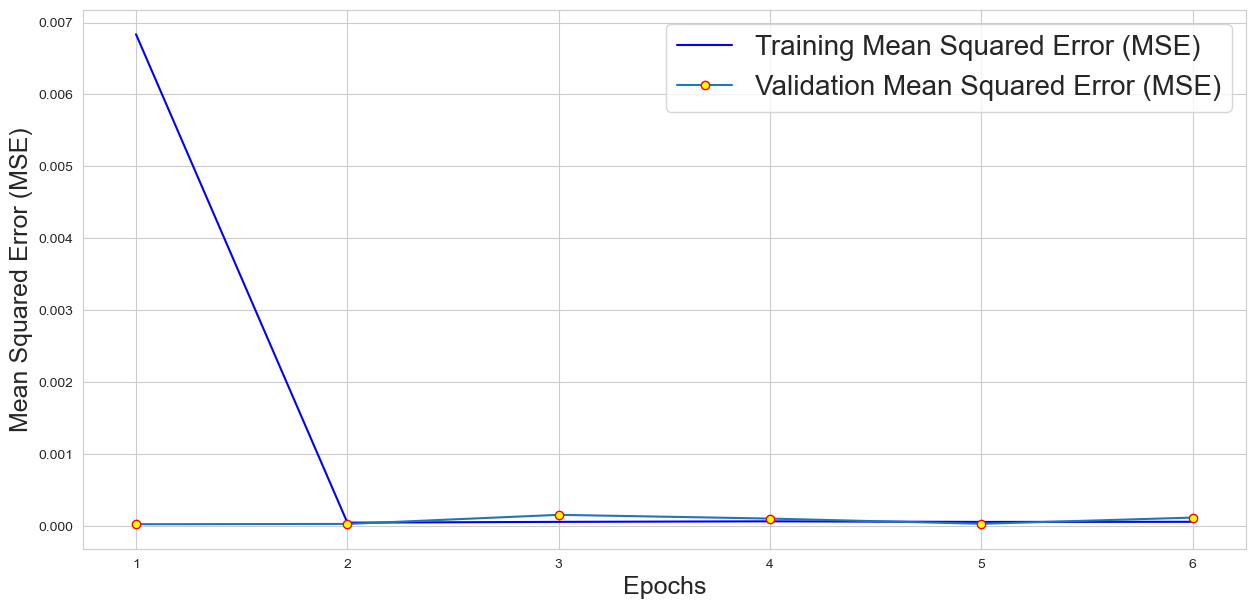 Training Mean Squared Error (MSE)
Validation Mean Squared Error (MSE)
Mean Squared Error (MSE)
0.007
0.006
0.005
0.004
0.003
0.002
0.001
0.000
1 2 3 4 5 6
Epochs